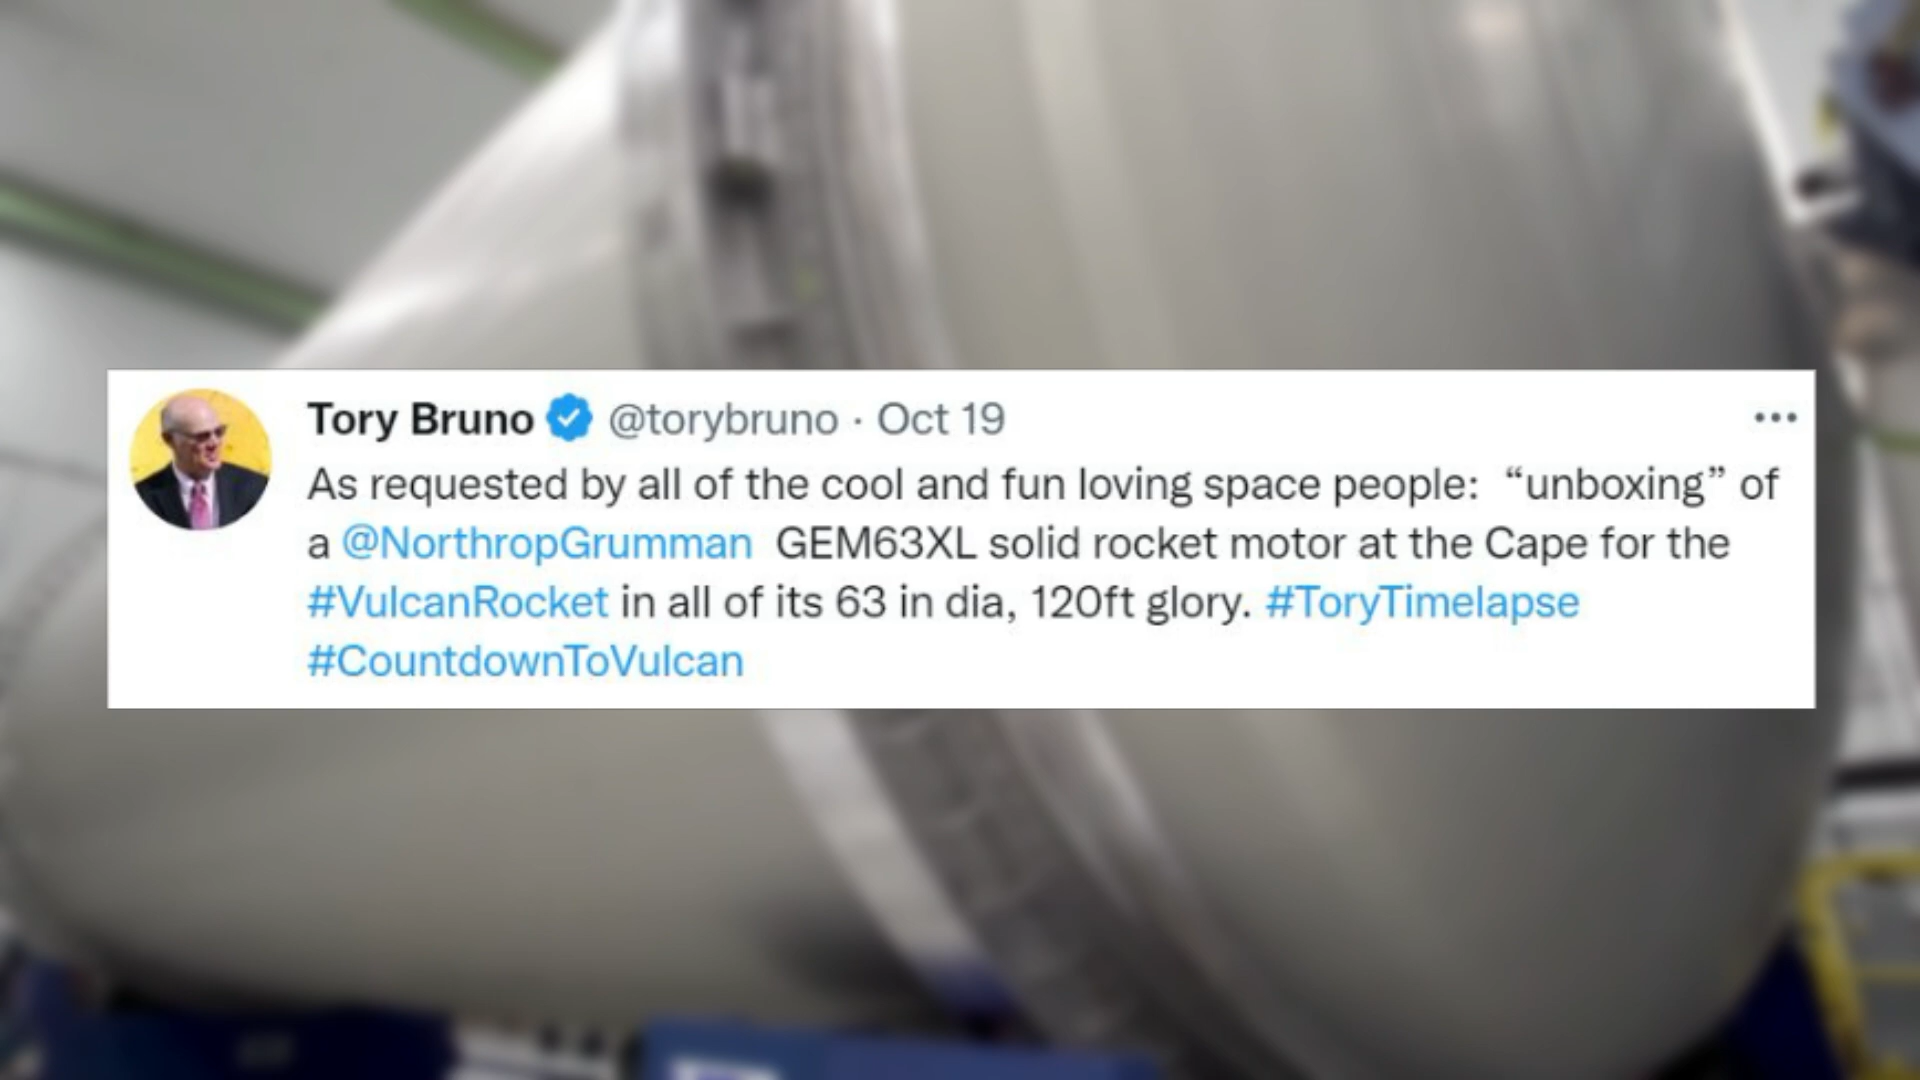 Tory Bruno @torybruno · Oct 19
As requested by all of the cool and fun loving space people:  “unboxing” of
a @NorthropGrumman  GEM63XL solid rocket motor at the Cape for the
#VulcanRocket in all of its 63 in dia, 120ft glory. #ToryTimelapse
#CountdownToVulcan